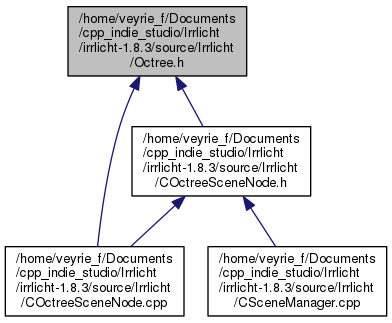 /home/veyrie_f/Documents
/cpp_indie_studio/Irrlicht
/irrlicht-1.8.3/source/Irrlicht
/Octree.h
/home/veyrie_f/Documents
/cpp_indie_studio/Irrlicht
/irrlicht-1.8.3/source/Irrlicht
/COctreeSceneNode.h
/home/veyrie_f/Documents
/cpp_indie_studio/Irrlicht
/irrlicht-1.8.3/source/Irrlicht
/COctreeSceneNode.cpp
/home/veyrie_f/Documents
/cpp_indie_studio/Irrlicht
/irrlicht-1.8.3/source/Irrlicht
/CSceneManager.cpp